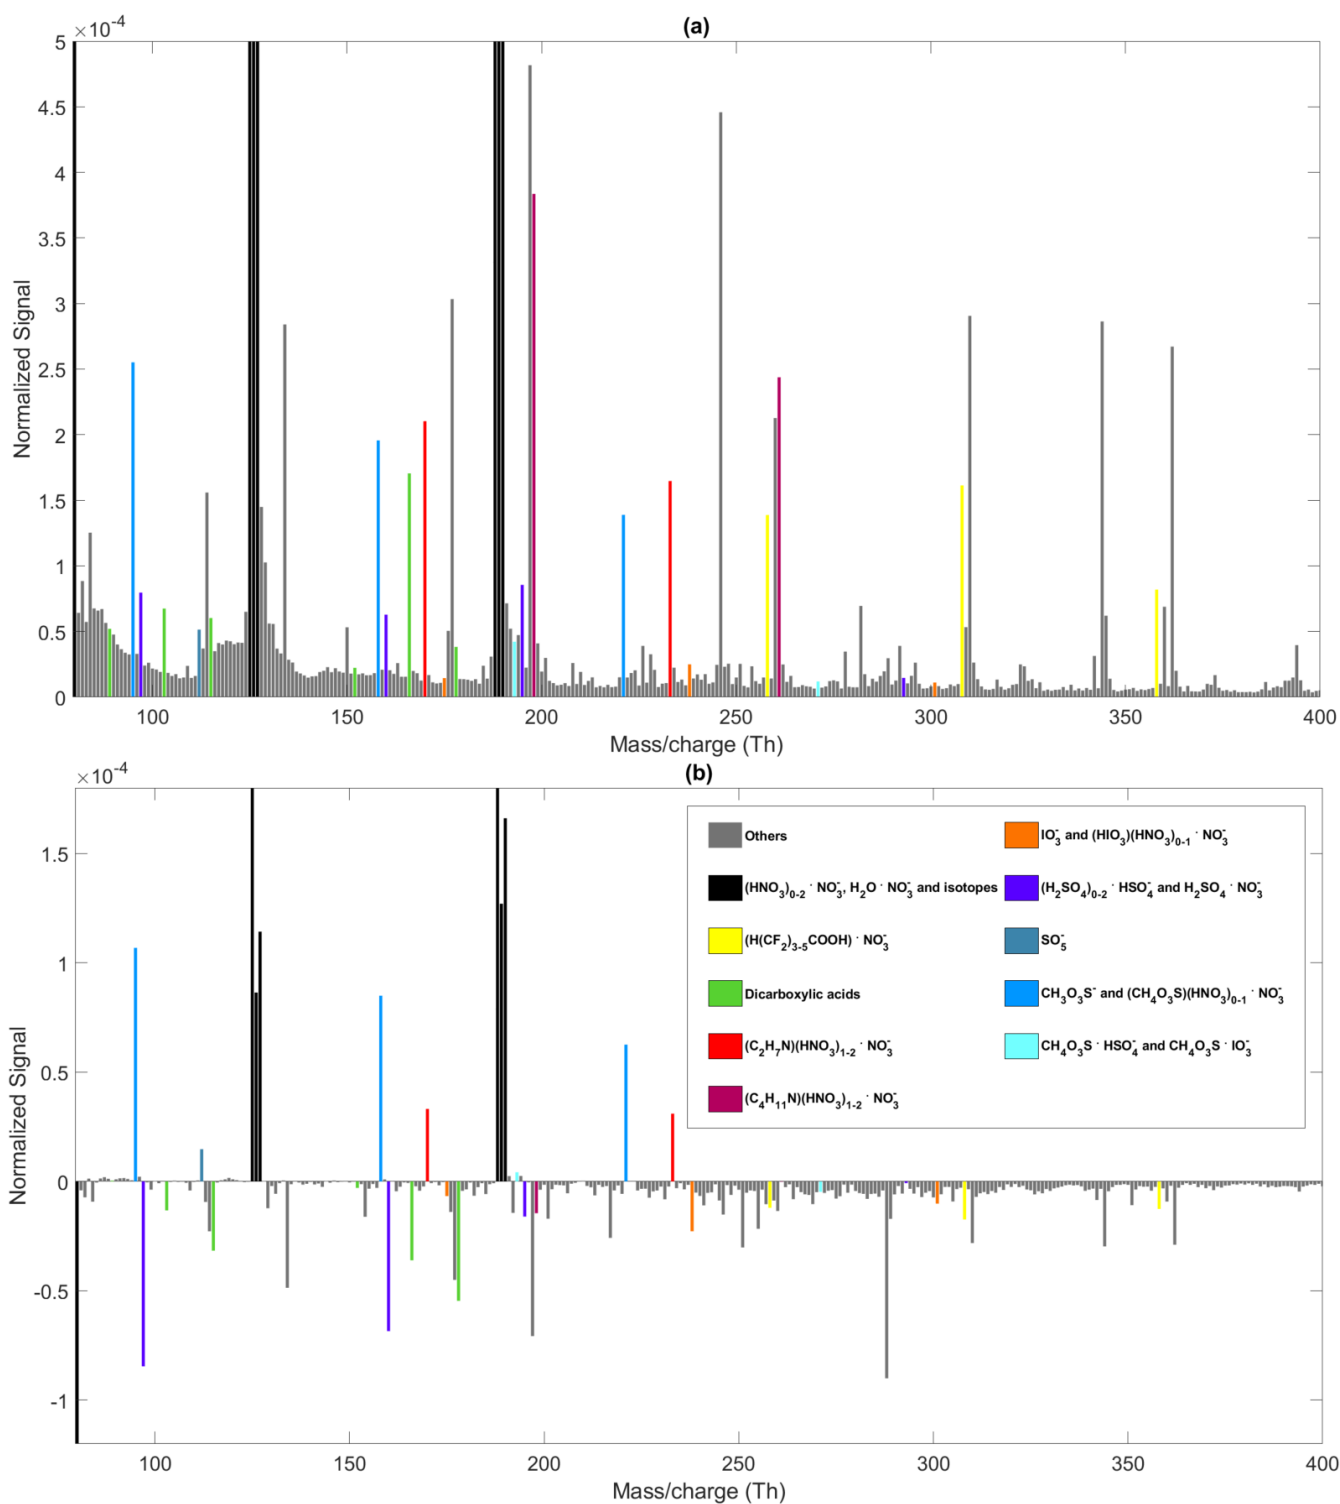 (a)
×10⁻⁴
5
4.5
4
3.5
3
2.5
2
1.5
1
0.5
0
Normalized Signal
100 150 200 250 300 350 400
Mass/charge (Th)
(b)
×10⁻⁴
1.5
1
0.5
0
-0.5
-1
Normalized Signal
Others
(HNO₃)₀₋₂ · NO₃⁻, H₂O · NO₃⁻ and isotopes
(H(CF₂)₃₋₅COOH) · NO₃⁻
Dicarboxylic acids
(C₂H₇N)(HNO₃)₁₋₂ · NO₃⁻
(C₄H₁₁N)(HNO₃)₁₋₂ · NO₃⁻
IO₃⁻ and (HIO₃)(HNO₃)₀₋₁ · NO₃⁻
(H₂SO₄)₀₋₂ · HSO₄⁻ and H₂SO₄ · NO₃⁻
SO₅⁻
CH₃O₃S⁻ and (CH₄O₃S)(HNO₃)₀₋₁ · NO₃⁻
CH₄O₃S · HSO₄⁻ and CH₄O₃S · IO₃⁻
100 150 200 250 300 350 400
Mass/charge (Th)